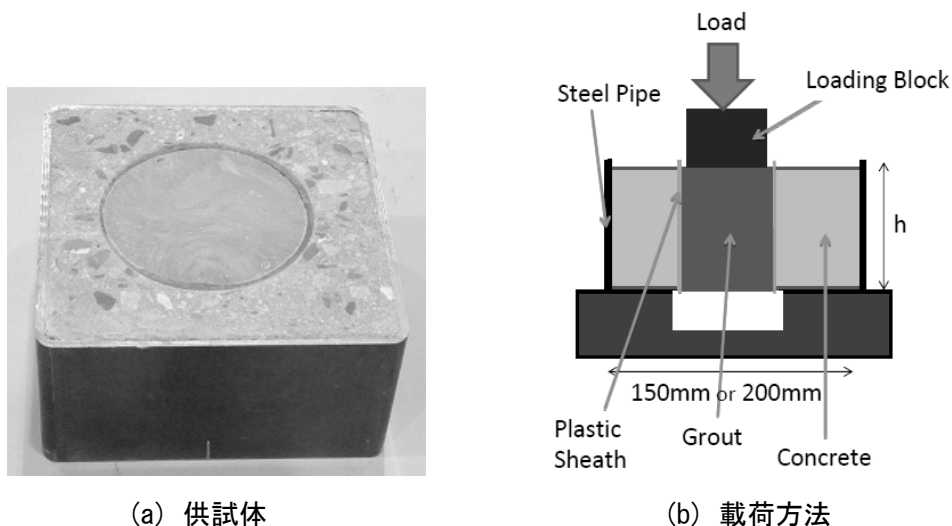 Load
Loading Block
Steel Pipe
h
150mm or 200mm
Plastic
Sheath
Grout
Concrete
(a) 供試体
(b) 載荷方法